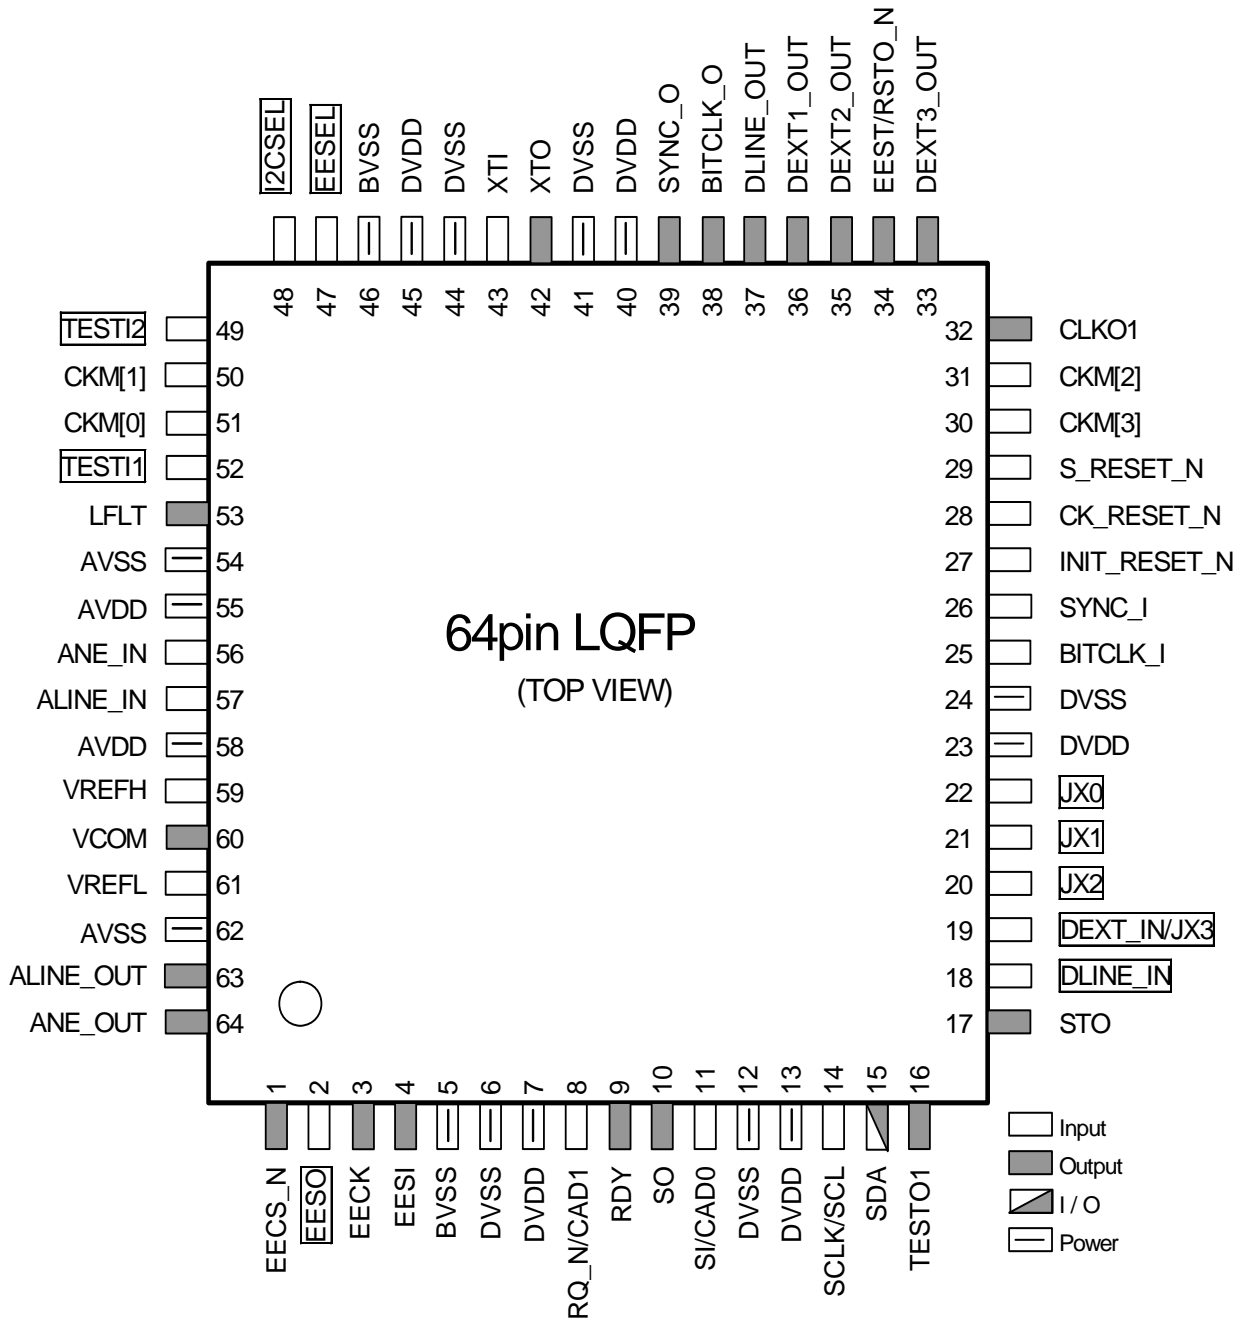 I2CSEL
EESEL
BVSS
DVDD
DVSS
XTI
XTO
DVSS
DVDD
SYNC_O
BITCLK_O
DLINE_OUT
DEXT1_OUT
DEXT2_OUT
EEST/RSTO_N
DEXT3_OUT
48
47
46
45
44
43
42
41
40
39
38
37
36
35
34
33
TESTI2 49
CKM[1] 50
CKM[0] 51
TESTI1 52
LFLT 53
AVSS 54
AVDD 55
ANE_IN 56
ALINE_IN 57
AVDD 58
VREFH 59
VCOM 60
VREFL 61
AVSS 62
ALINE_OUT 63
ANE_OUT 64
64pin LQFP
(TOP VIEW)
32 CLKO1
31 CKM[2]
30 CKM[3]
29 S_RESET_N
28 CK_RESET_N
27 INIT_RESET_N
26 SYNC_I
25 BITCLK_I
24 DVSS
23 DVDD
22 JX0
21 JX1
20 JX2
19 DEXT_IN/JX3
18 DLINE_IN
17 STO
1
2
3
4
5
6
7
8
9
10
11
12
13
14
15
16
EECS_N
EESO
EECK
EESI
BVSS
DVSS
DVDD
RQ_N/CAD1
RDY
SO
SI/CAD0
DVSS
DVDD
SCLK/SCL
SDA
TESTO1
Input
Output
I / O
Power